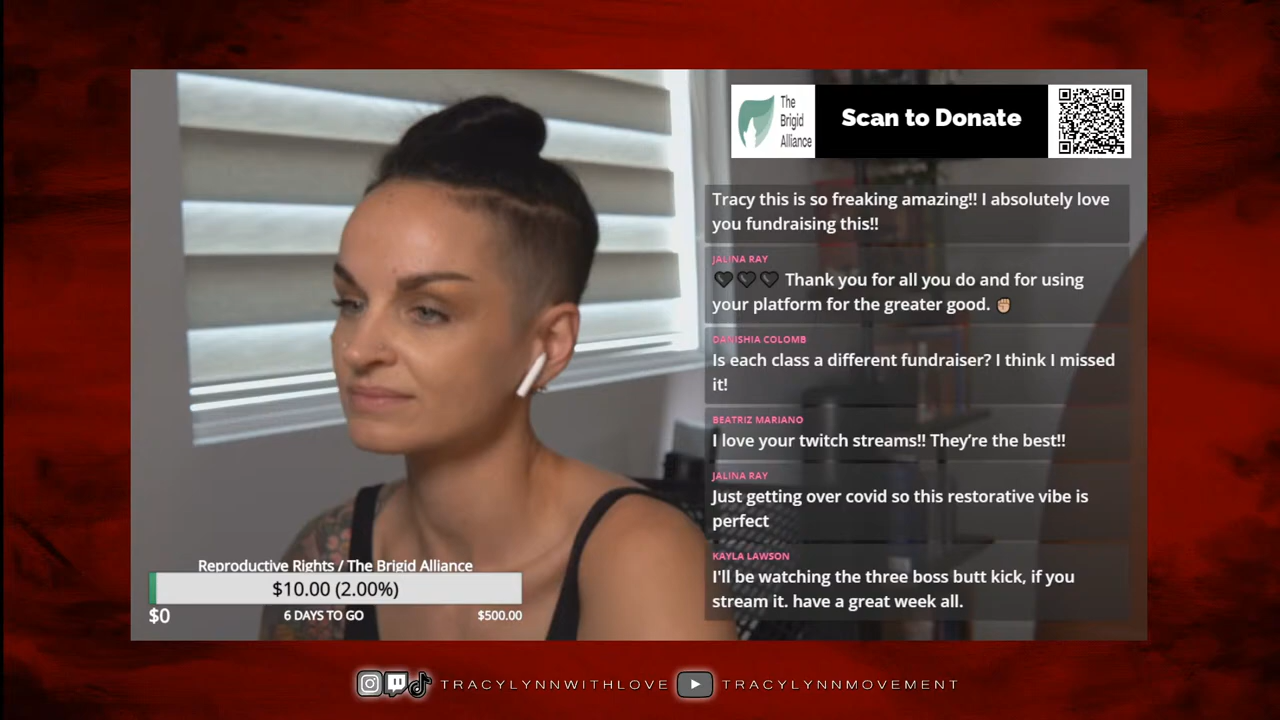 The
Brigid
Alliance
Scan to Donate
Tracy this is so freaking amazing!! I absolutely love
you fundraising this!!
JALINA RAY
🖤🖤🖤 Thank you for all you do and for using
your platform for the greater good. ✊🏼
DANISHIA COLOMB
Is each class a different fundraiser? I think I missed
it!
BEATRIZ MARIANO
I love your twitch streams!! They’re the best!!
JALINA RAY
Just getting over covid so this restorative vibe is
perfect
KAYLA LAWSON
I'll be watching the three boss butt kick, if you
stream it. have a great week all.
Reproductive Rights / The Brigid Alliance
$10.00 (2.00%)
$0 6 DAYS TO GO $500.00
TRACYLYNNWITHLOVE TRACYLYNNMOVEMENT